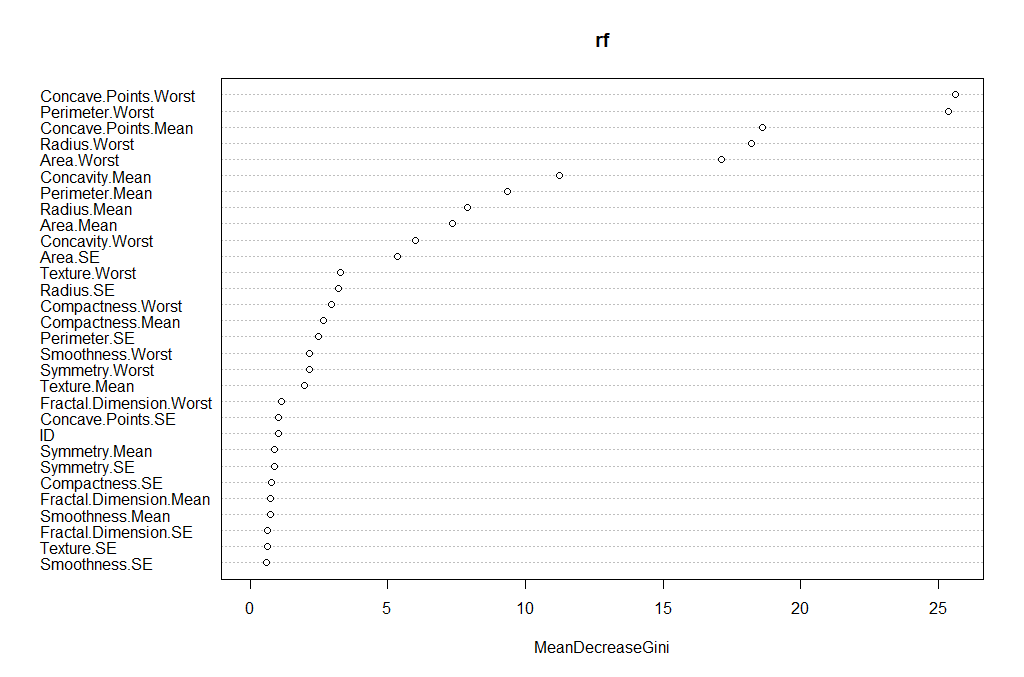 rf
Concave.Points.Worst
Perimeter.Worst
Concave.Points.Mean
Radius.Worst
Area.Worst
Concavity.Mean
Perimeter.Mean
Radius.Mean
Area.Mean
Concavity.Worst
Area.SE
Texture.Worst
Radius.SE
Compactness.Worst
Compactness.Mean
Perimeter.SE
Smoothness.Worst
Symmetry.Worst
Texture.Mean
Fractal.Dimension.Worst
Concave.Points.SE
ID
Symmetry.Mean
Symmetry.SE
Compactness.SE
Fractal.Dimension.Mean
Smoothness.Mean
Fractal.Dimension.SE
Texture.SE
Smoothness.SE
0 5 10 15 20 25
MeanDecreaseGini